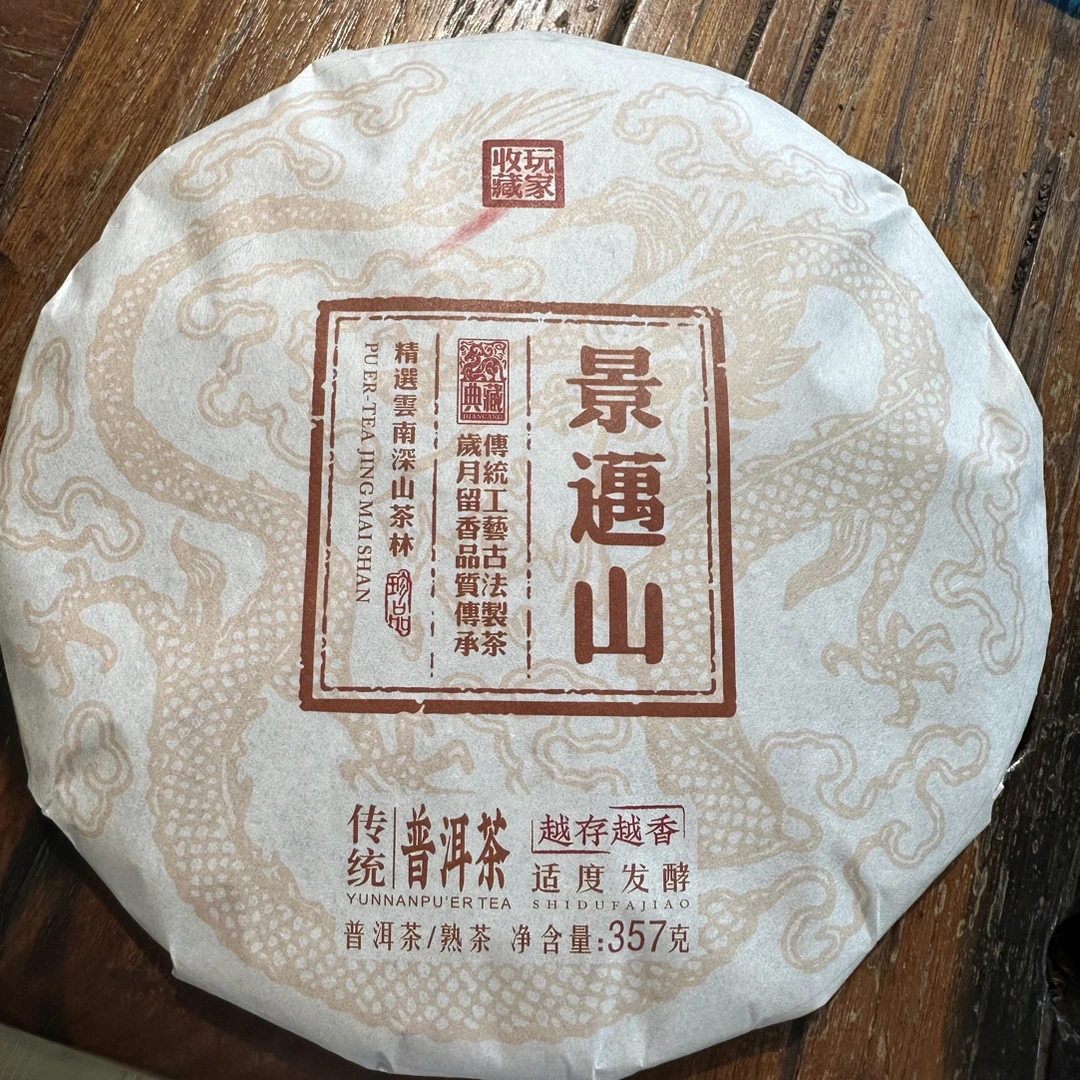 玩家
收藏
景邁山
典藏
DIANCANG
傳統工藝古法製茶
歲月留香品質傳承
精選雲南深山茶林
珍品
PU ER-TEA JING MAI SHAN
传统
普洱茶
YUNNANPU'ER TEA
越存越香
适度发酵
SHIDUFAJIAO
普洱茶/熟茶 净含量:357克